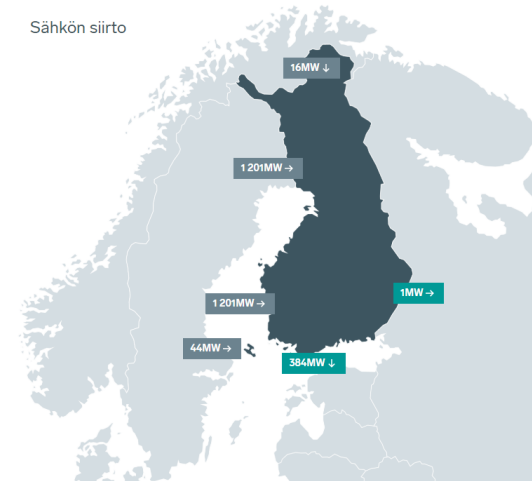 Sähkön siirto
16MW ↓
1 201MW →
1MW →
1 201MW →
44MW →
384MW ↓